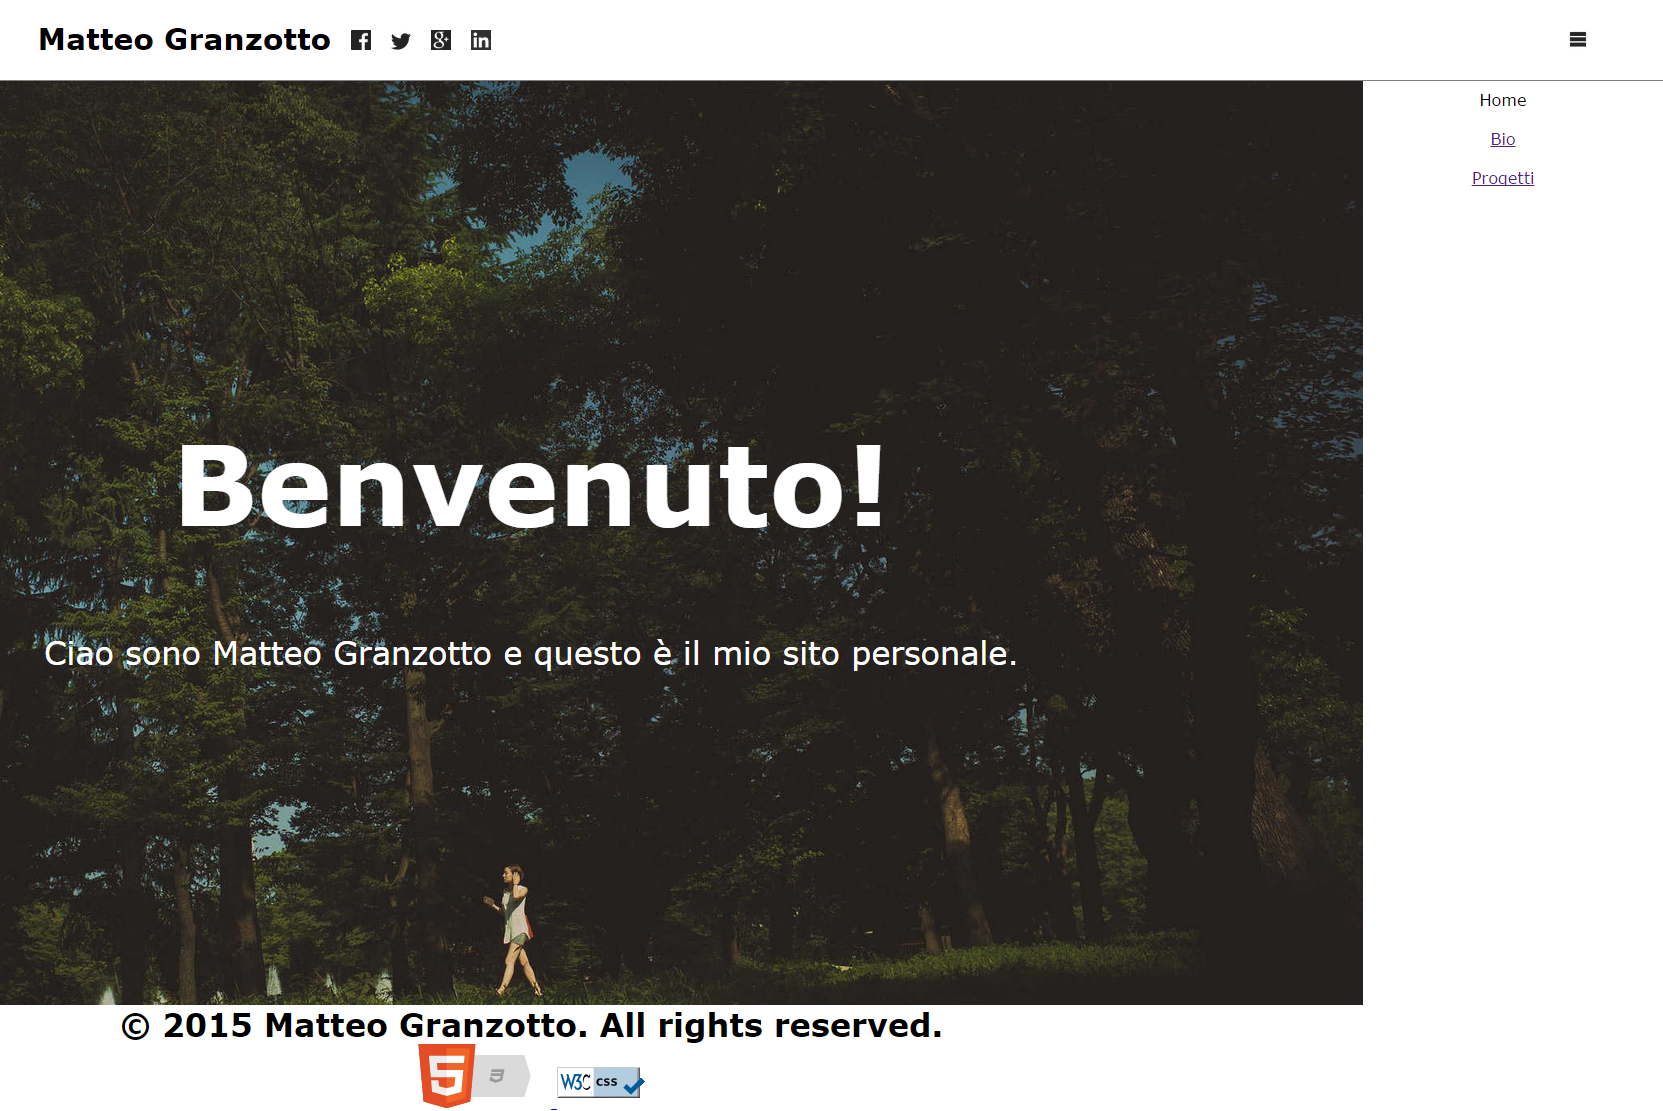 Matteo Granzotto
Home
Bio
Progetti
Benvenuto!
Ciao sono Matteo Granzotto e questo è il mio sito personale.
© 2015 Matteo Granzotto. All rights reserved.
W3C css